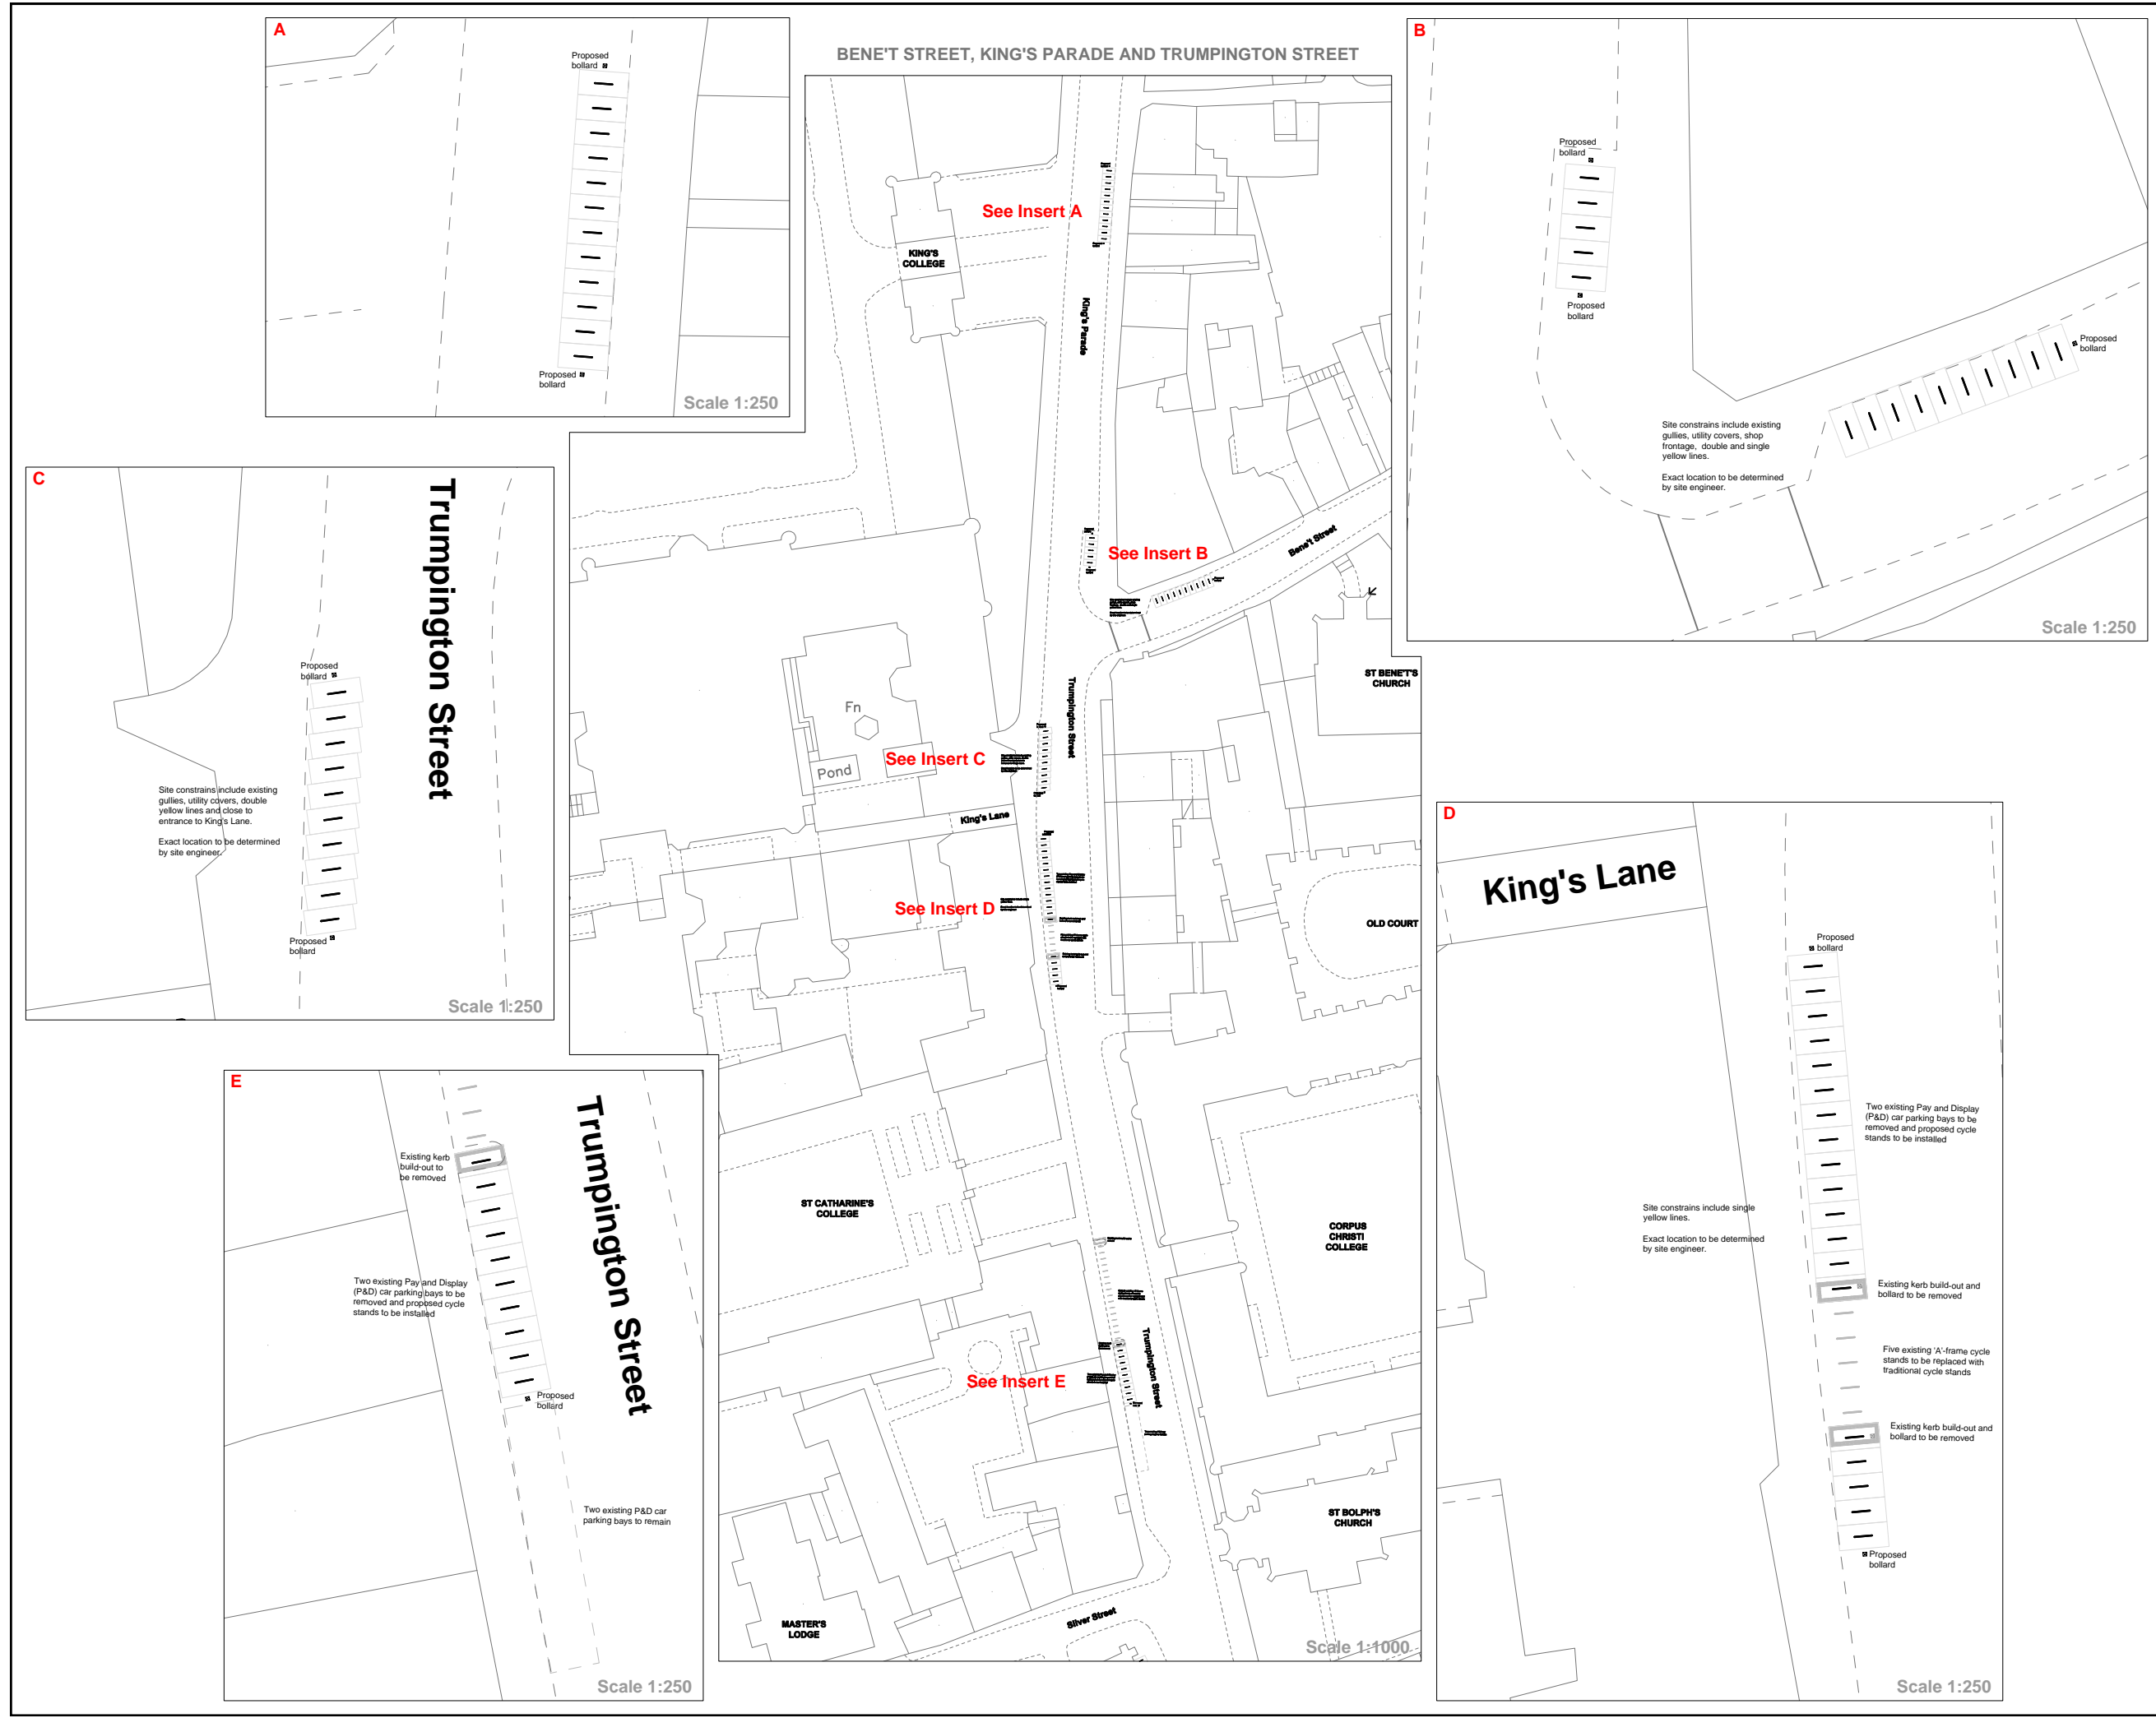 BENE'T STREET, KING'S PARADE AND TRUMPINGTON STREET
A
Proposed
bollard
Proposed
bollard
Scale 1:250
B
Proposed
bollard
Proposed
bollard
Proposed
bollard
Site constrains include existing
gullies, utility covers, shop
frontage, double and single
yellow lines.
Exact location to be determined
by site engineer.
Scale 1:250
C
Trumpington Street
Proposed
bollard
Site constrains include existing
gullies, utility covers, double
yellow lines and close to
entrance to King's Lane.
Exact location to be determined
by site engineer.
Proposed
bollard
Scale 1:250
See Insert A
KING'S
COLLEGE
King's Parade
See Insert B
Bene't Street
ST BENE'T'S
CHURCH
Trumpington Street
Fn
Pond
See Insert C
King's Lane
See Insert D
OLD COURT
ST CATHARINE'S
COLLEGE
CORPUS
CHRISTI
COLLEGE
Trumpington Street
See Insert E
ST BOLPH'S
CHURCH
MASTER'S
LODGE
Silver Street
Scale 1:1000
D
King's Lane
Proposed
bollard
Two existing Pay and Display
(P&D) car parking bays to be
removed and proposed cycle
stands to be installed
Site constrains include single
yellow lines.
Exact location to be determined
by site engineer.
Existing kerb build-out and
bollard to be removed
Five existing 'A'-frame cycle
stands to be replaced with
traditional cycle stands
Existing kerb build-out and
bollard to be removed
Proposed
bollard
Scale 1:250
E
Trumpington Street
Existing kerb
build-out to
be removed
Two existing Pay and Display
(P&D) car parking bays to be
removed and proposed cycle
stands to be installed
Proposed
bollard
Two existing P&D car
parking bays to remain
Scale 1:250